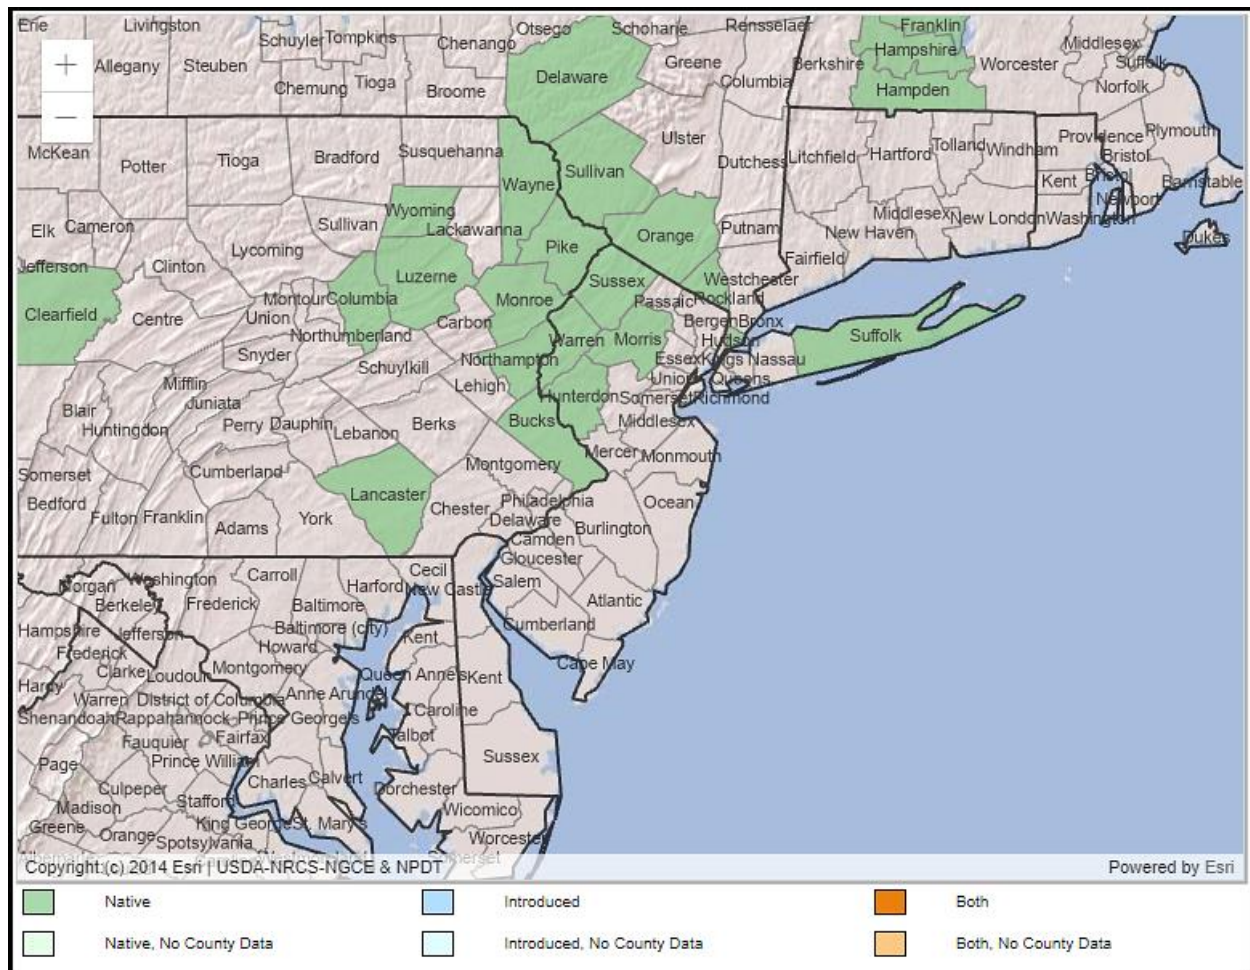 Erie Livingston Otsego Schoharie Rensselaer Franklin
Schuyler Tompkins Chenango Hampshire Middlesex
+ Allegany Steuben Delaware Greene Berkshire Worcester Suffolk
Chemung Tioga Broome Columbia Hampden Norfolk
−
McKean Potter Tioga Bradford Susquehanna Ulster Dutchess Litchfield Hartford Tolland Windham Providence Plymouth
Wayne Sullivan Kent Bristol Bristol Barnstable
Elk Cameron Sullivan Wyoming Lackawanna Middlesex New London Washington Newport
Lycoming Pike Orange Putnam New Haven Dukes
Jefferson Clinton Luzerne Sussex Westchester Fairfield
Clearfield Centre Montour Columbia Monroe Passaic Rockland
Union Northumberland Carbon Bergen Bronx
Snyder Schuylkill Northampton Warren Morris Hudson Suffolk
Mifflin Lehigh Essex Kings Nassau
Juniata Union Queens
Blair Huntingdon Perry Dauphin Lebanon Berks Bucks Hunterdon Somerset Richmond
Middlesex
Somerset Cumberland Montgomery Mercer Monmouth
Bedford Fulton Franklin Adams York Lancaster Chester Philadelphia Ocean
Delaware Burlington
Camden
Gloucester
Morgan Washington Carroll Harford Cecil New Castle Salem
Berkeley Frederick Baltimore Atlantic
Hampshire Jefferson Baltimore (city) Kent Cumberland
Frederick Howard
Clarke Loudoun Montgomery Queen Anne's Kent Cape May
Hardy Warren District of Columbia Anne Arundel
Shenandoah Rappahannock Prince George's Caroline
Fauquier Fairfax Talbot
Page Prince William Sussex
Culpeper Charles Calvert Dorchester
Madison Stafford Wicomico
Greene Orange King George St. Mary's
Spotsylvania Worcester
Somerset
Copyright:(c) 2014 Esri | USDA-NRCS-NGCE & NPDT Powered by Esri
Native Introduced Both
Native, No County Data Introduced, No County Data Both, No County Data